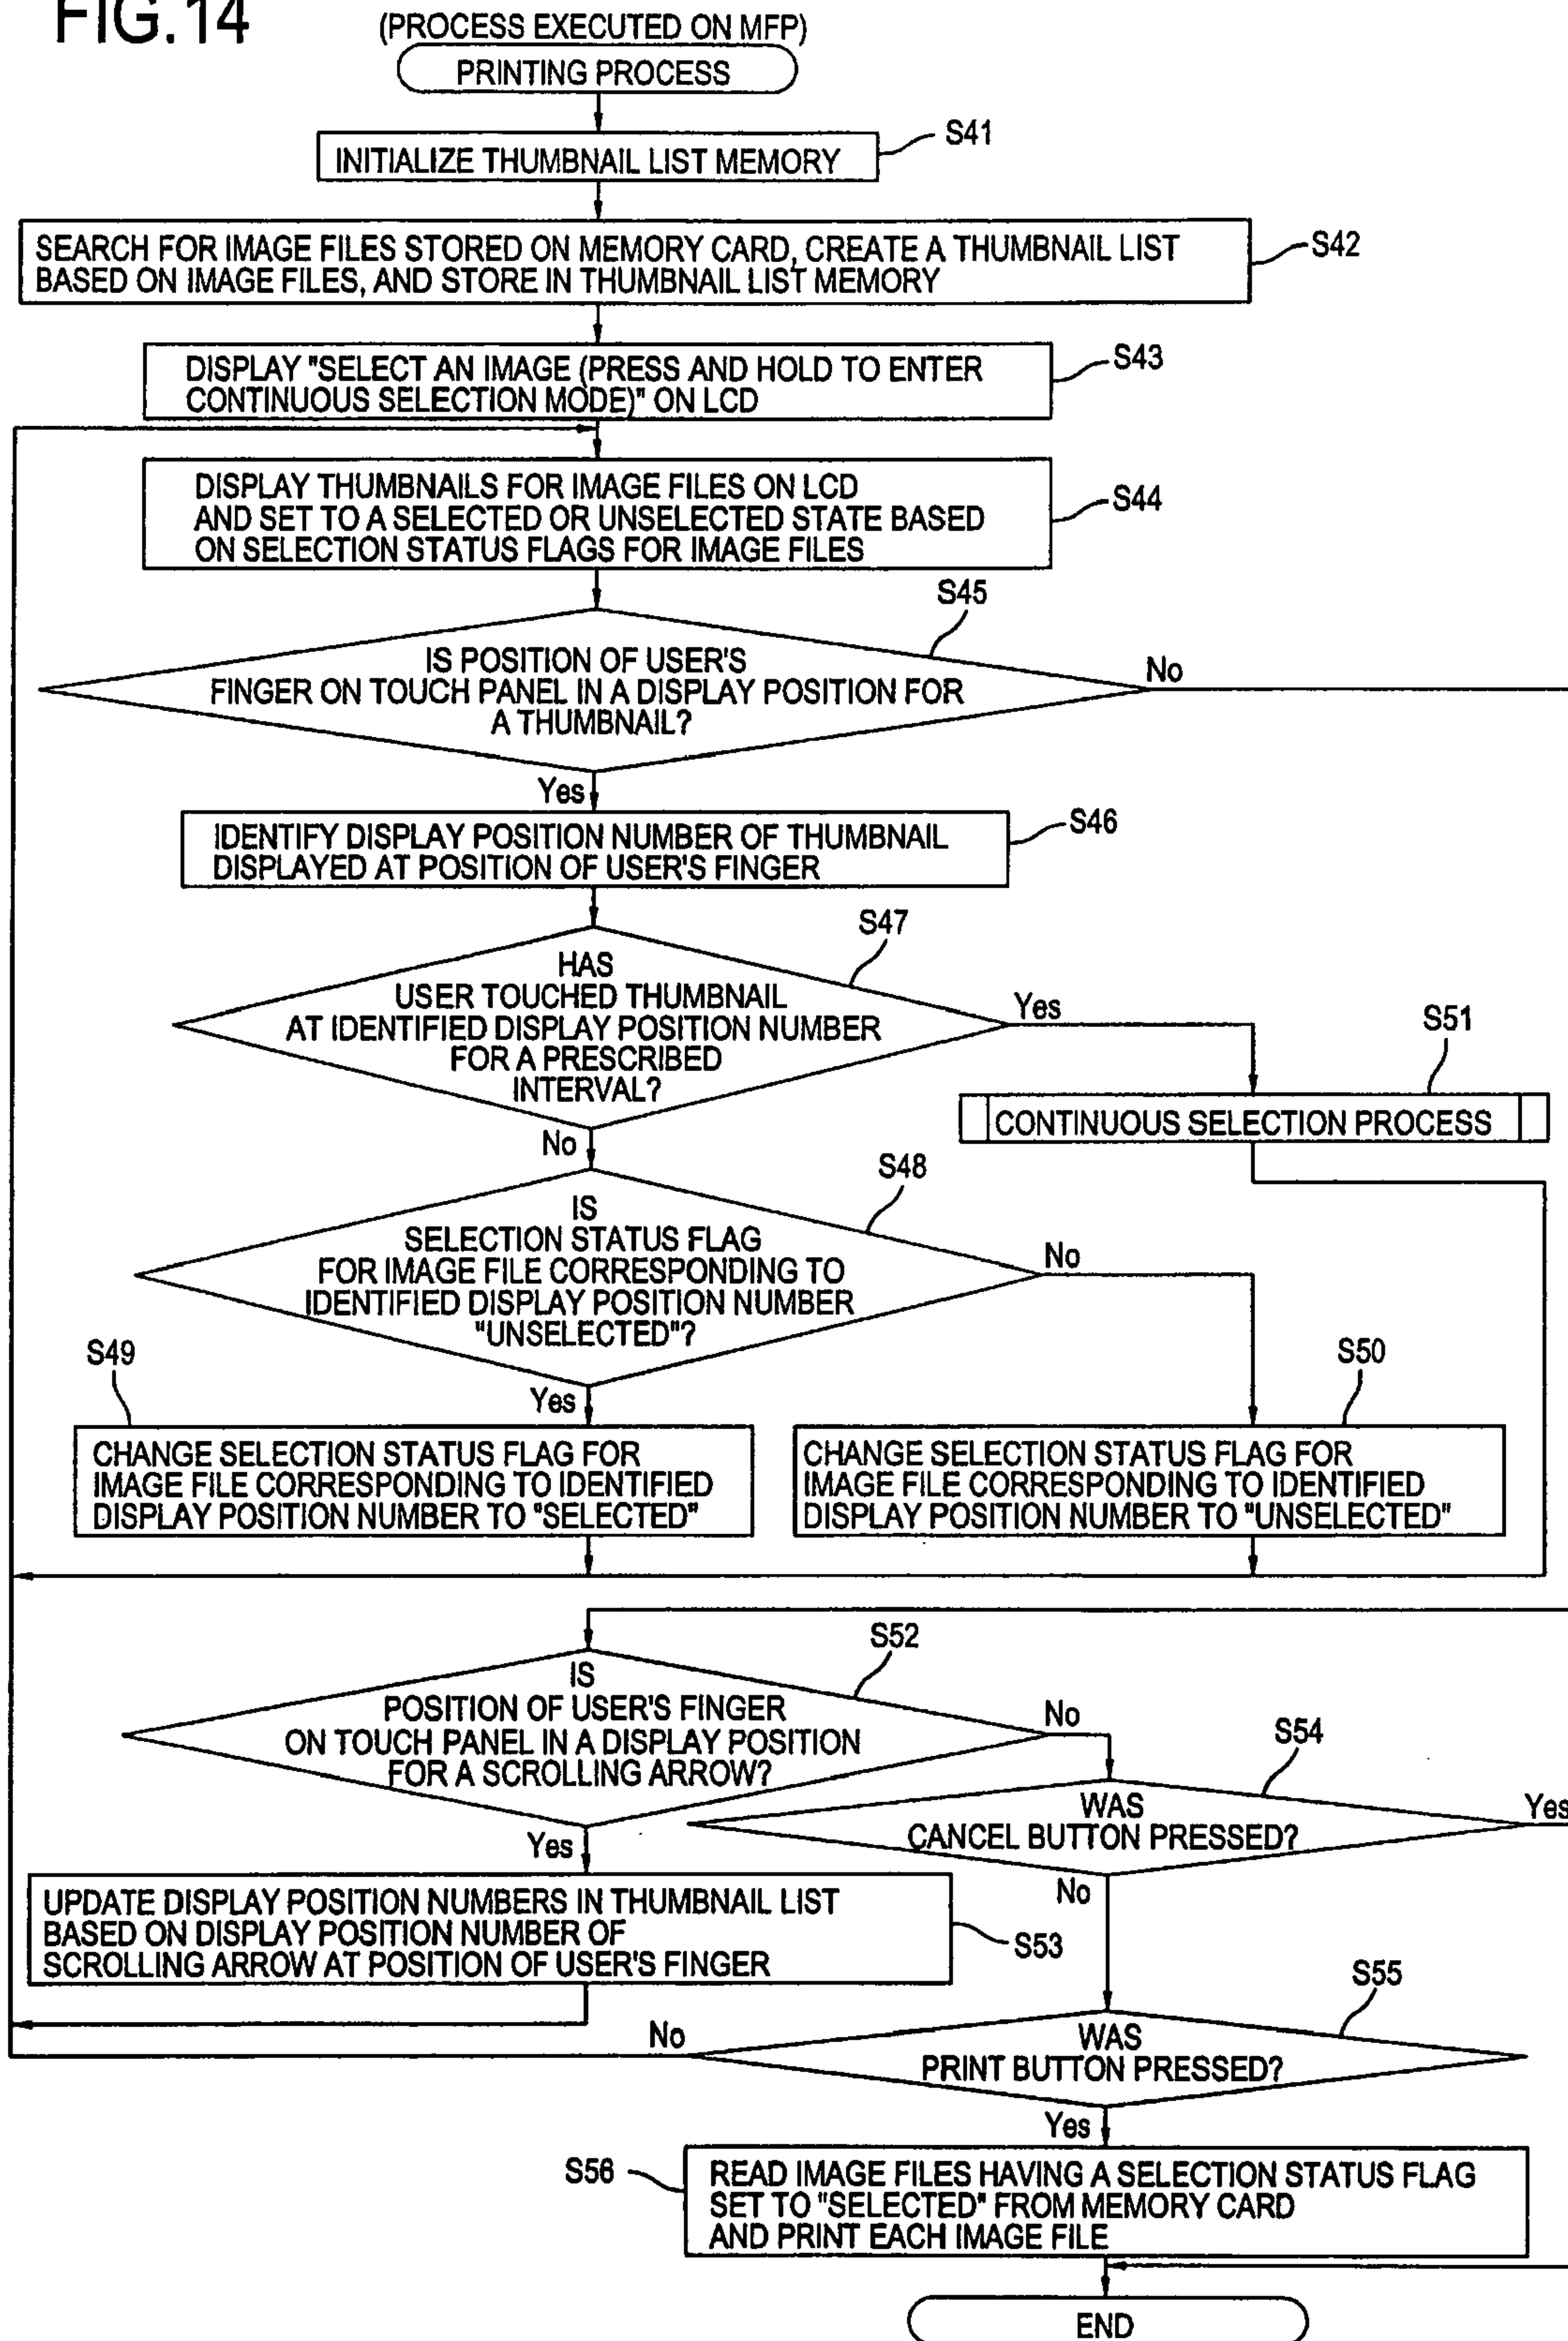 FIG.14
(PROCESS EXECUTED ON MFP)
PRINTING PROCESS
S41
INITIALIZE THUMBNAIL LIST MEMORY
S42
SEARCH FOR IMAGE FILES STORED ON MEMORY CARD, CREATE A THUMBNAIL LIST
BASED ON IMAGE FILES, AND STORE IN THUMBNAIL LIST MEMORY
S43
DISPLAY "SELECT AN IMAGE (PRESS AND HOLD TO ENTER
CONTINUOUS SELECTION MODE)" ON LCD
S44
DISPLAY THUMBNAILS FOR IMAGE FILES ON LCD
AND SET TO A SELECTED OR UNSELECTED STATE BASED
ON SELECTION STATUS FLAGS FOR IMAGE FILES
S45
IS POSITION OF USER'S
FINGER ON TOUCH PANEL IN A DISPLAY POSITION FOR
A THUMBNAIL?
No
Yes
S46
IDENTIFY DISPLAY POSITION NUMBER OF THUMBNAIL
DISPLAYED AT POSITION OF USER'S FINGER
S47
HAS
USER TOUCHED THUMBNAIL
AT IDENTIFIED DISPLAY POSITION NUMBER
FOR A PRESCRIBED
INTERVAL?
Yes
S51
CONTINUOUS SELECTION PROCESS
No
S48
IS
SELECTION STATUS FLAG
FOR IMAGE FILE CORRESPONDING TO
IDENTIFIED DISPLAY POSITION NUMBER
"UNSELECTED"?
No
Yes
S49
CHANGE SELECTION STATUS FLAG FOR
IMAGE FILE CORRESPONDING TO IDENTIFIED
DISPLAY POSITION NUMBER TO "SELECTED"
S50
CHANGE SELECTION STATUS FLAG FOR
IMAGE FILE CORRESPONDING TO IDENTIFIED
DISPLAY POSITION NUMBER TO "UNSELECTED"
S52
IS
POSITION OF USER'S FINGER
ON TOUCH PANEL IN A DISPLAY POSITION
FOR A SCROLLING ARROW?
No
Yes
S54
WAS
CANCEL BUTTON PRESSED?
Yes
No
UPDATE DISPLAY POSITION NUMBERS IN THUMBNAIL LIST
BASED ON DISPLAY POSITION NUMBER OF
SCROLLING ARROW AT POSITION OF USER'S FINGER
S53
S55
WAS
PRINT BUTTON PRESSED?
No
Yes
S56
READ IMAGE FILES HAVING A SELECTION STATUS FLAG
SET TO "SELECTED" FROM MEMORY CARD
AND PRINT EACH IMAGE FILE
END